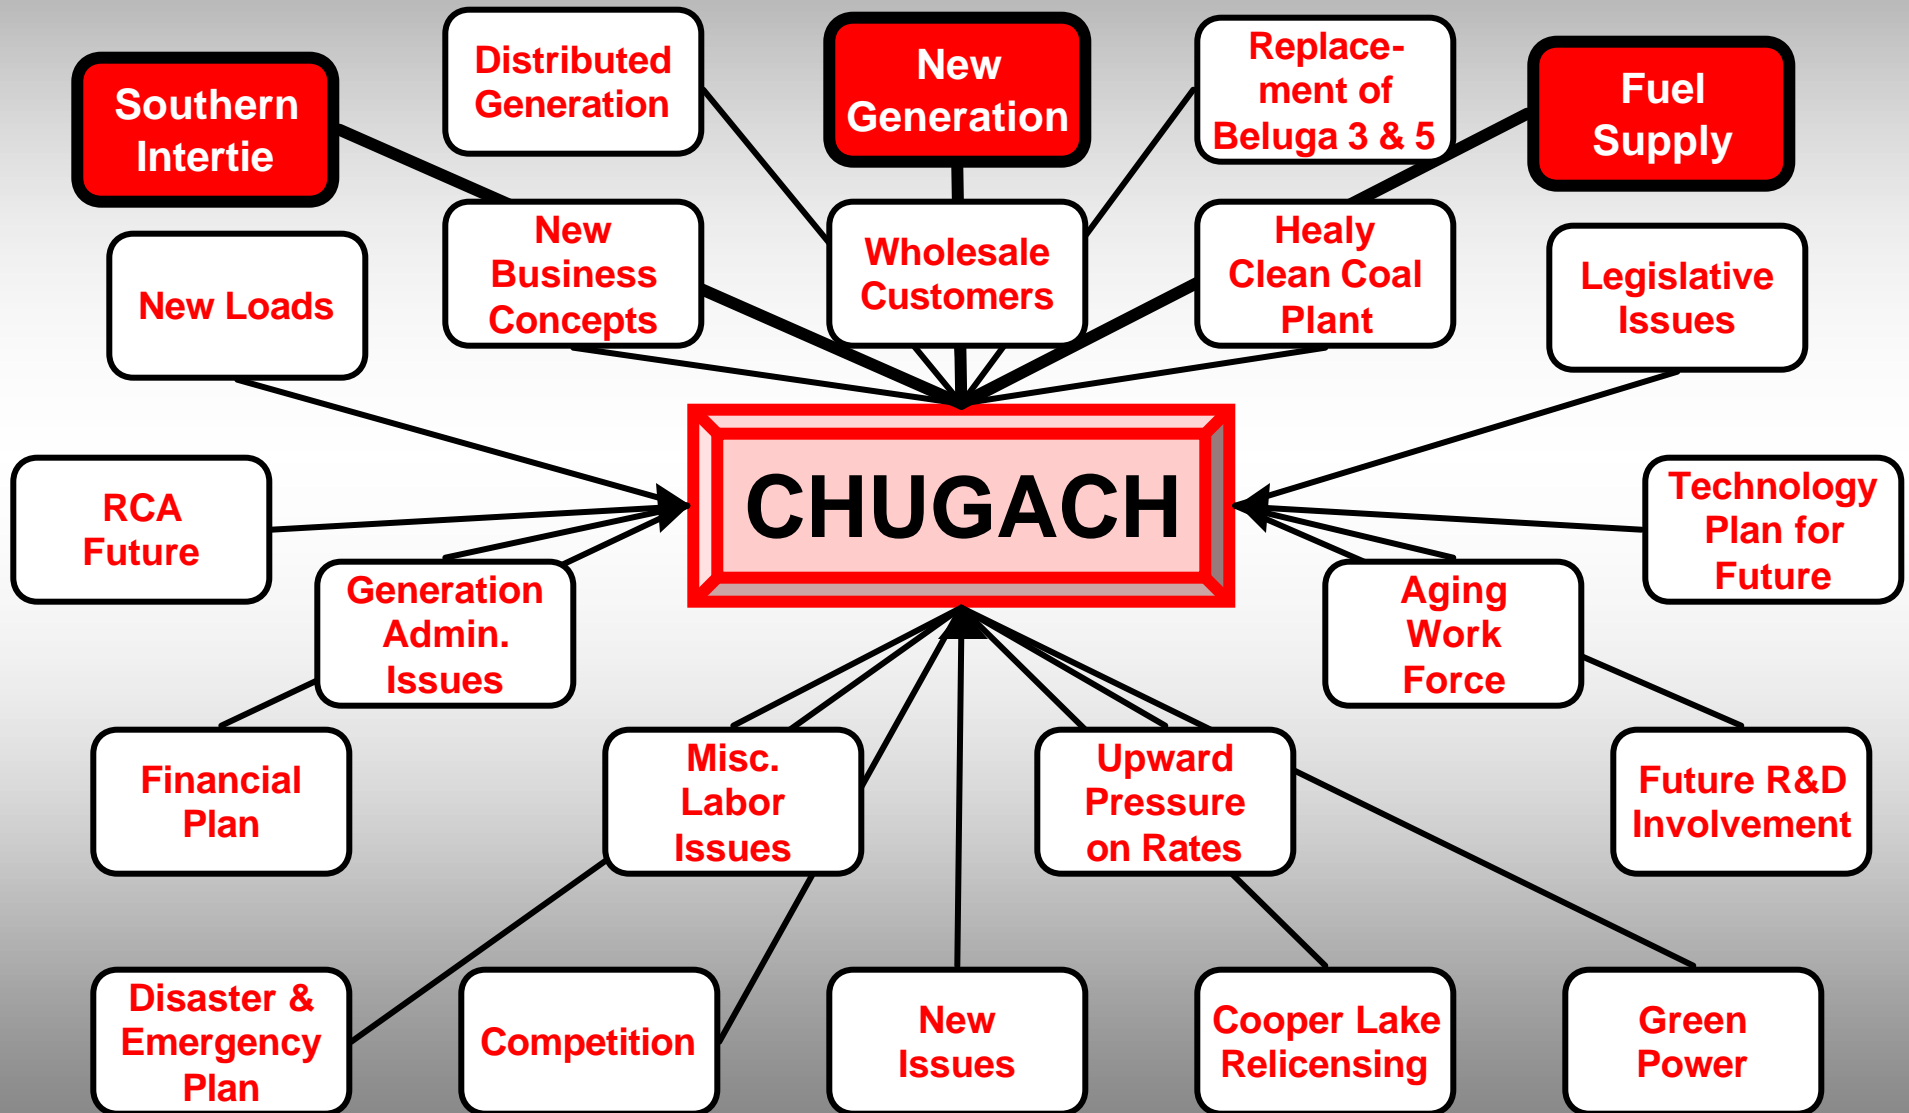 Southern
Intertie
Distributed
Generation
New
Generation
Replace-
ment of
Beluga 3 & 5
Fuel
Supply
New Loads
New
Business
Concepts
Wholesale
Customers
Healy
Clean Coal
Plant
Legislative
Issues
RCA
Future
CHUGACH
Technology
Plan for
Future
Generation
Admin.
Issues
Aging
Work
Force
Financial
Plan
Misc.
Labor
Issues
Upward
Pressure
on Rates
Future R&D
Involvement
Disaster &
Emergency
Plan
Competition
New
Issues
Cooper Lake
Relicensing
Green
Power